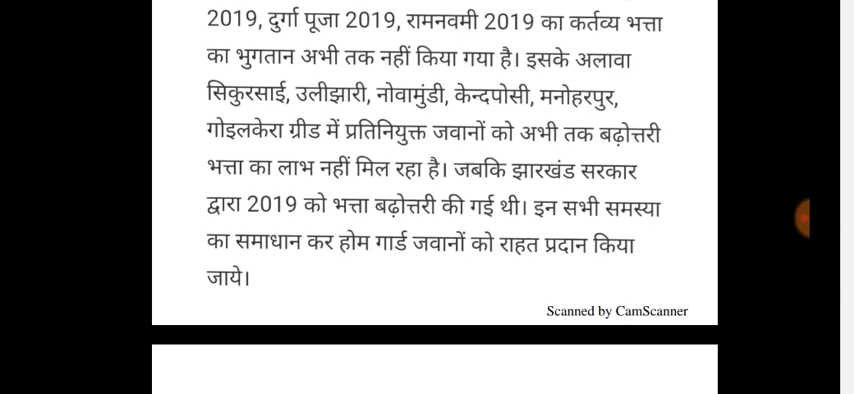 2019, दुर्गा पूजा 2019, रामनवमी 2019 का कर्तव्य भत्ता
का भुगतान अभी तक नहीं किया गया है। इसके अलावा
सिकुरसाई, उलीझारी, नोवामुंडी, केन्दपोसी, मनोहरपुर,
गोइलकेरा ग्रीड में प्रतिनियुक्त जवानों को अभी तक बढ़ोत्तरी
भत्ता का लाभ नहीं मिल रहा है। जबकि झारखंड सरकार
द्वारा 2019 को भत्ता बढ़ोत्तरी की गई थी। इन सभी समस्या
का समाधान कर होम गार्ड जवानों को राहत प्रदान किया
जाये।
Scanned by CamScanner